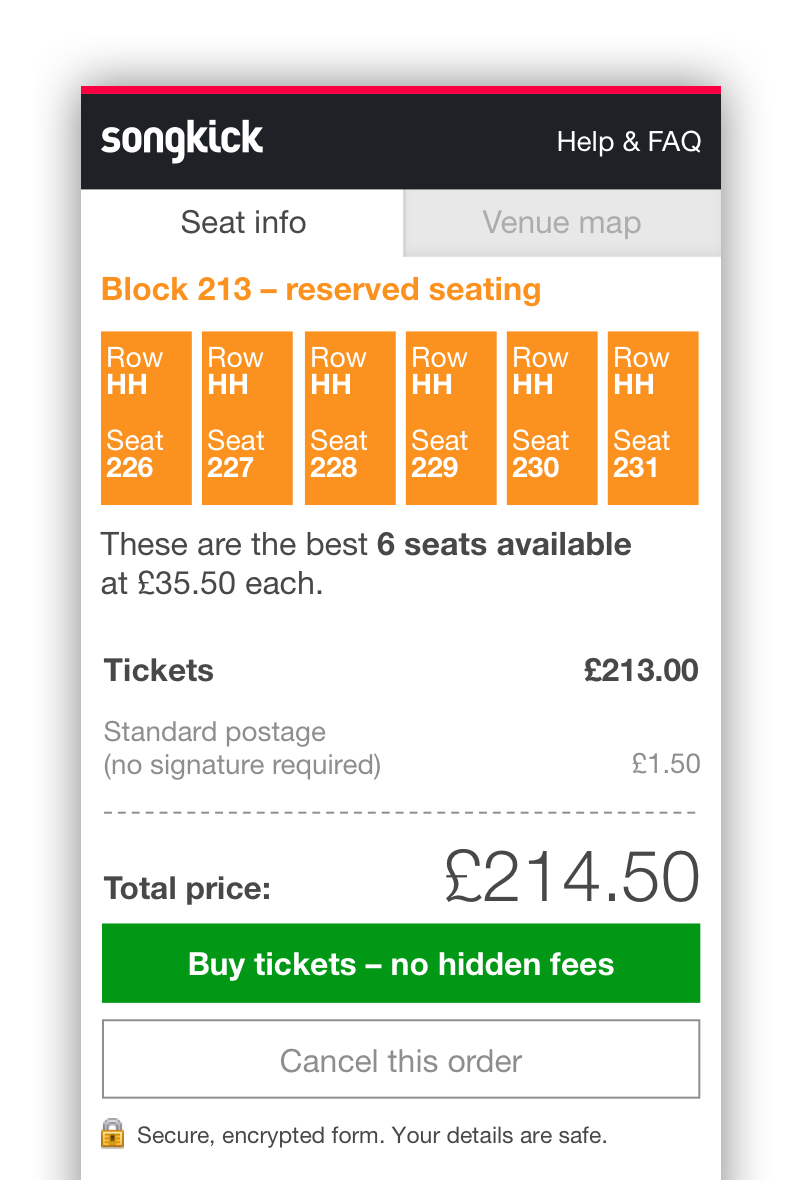 songkick
Help & FAQ
Seat info
Venue map
Block 213 – reserved seating
Row Row Row Row Row Row
HH HH HH HH HH HH
Seat Seat Seat Seat Seat Seat
226 227 228 229 230 231
These are the best 6 seats available
at £35.50 each.
Tickets £213.00
Standard postage
(no signature required) £1.50
Total price: £214.50
Buy tickets – no hidden fees
Cancel this order
Secure, encrypted form. Your details are safe.